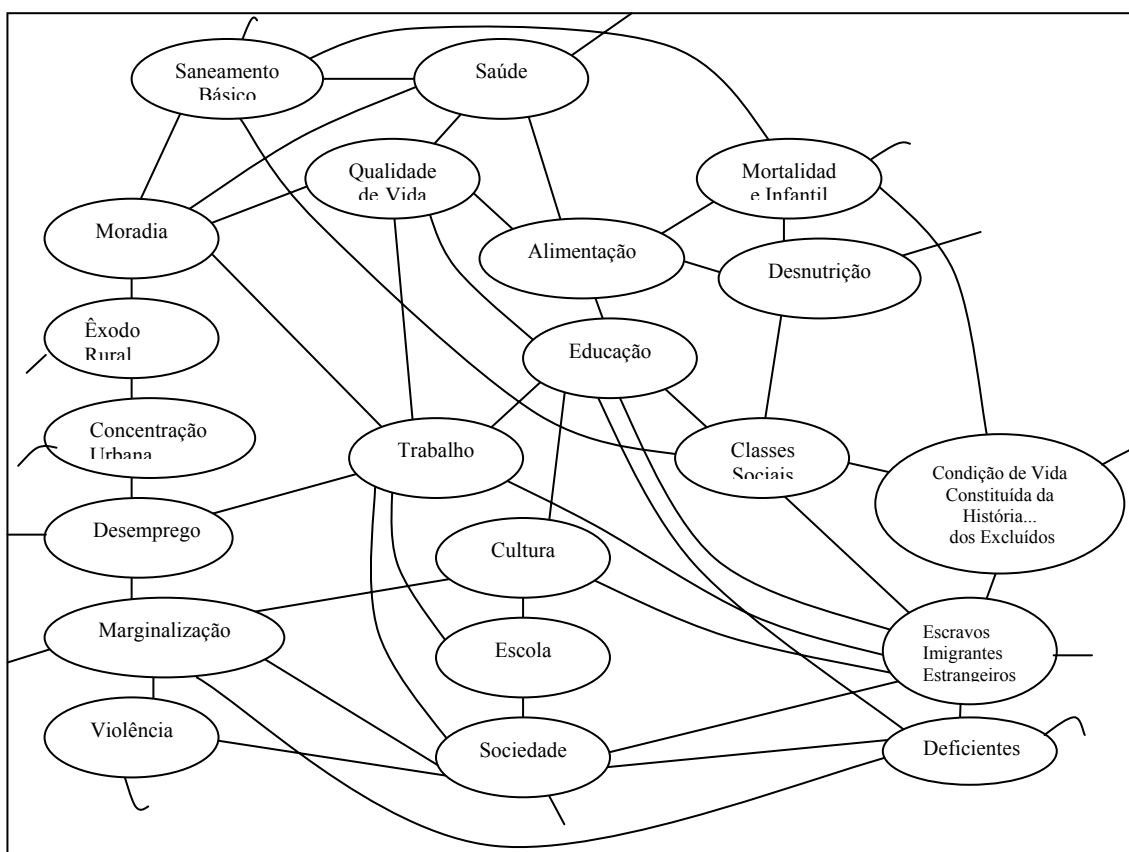 Saneamento
Básico
Saúde
Qualidade
de Vida
Mortalidad
e Infantil
Moradia
Alimentação
Desnutrição
Êxodo
Rural
Educação
Concentração
Urbana
Trabalho
Classes
Sociais
Condição de Vida
Constituída da
História...
dos Excluídos
Desemprego
Cultura
Marginalização
Escola
Escravos
Imigrantes
Estrangeiros
Violência
Sociedade
Deficientes